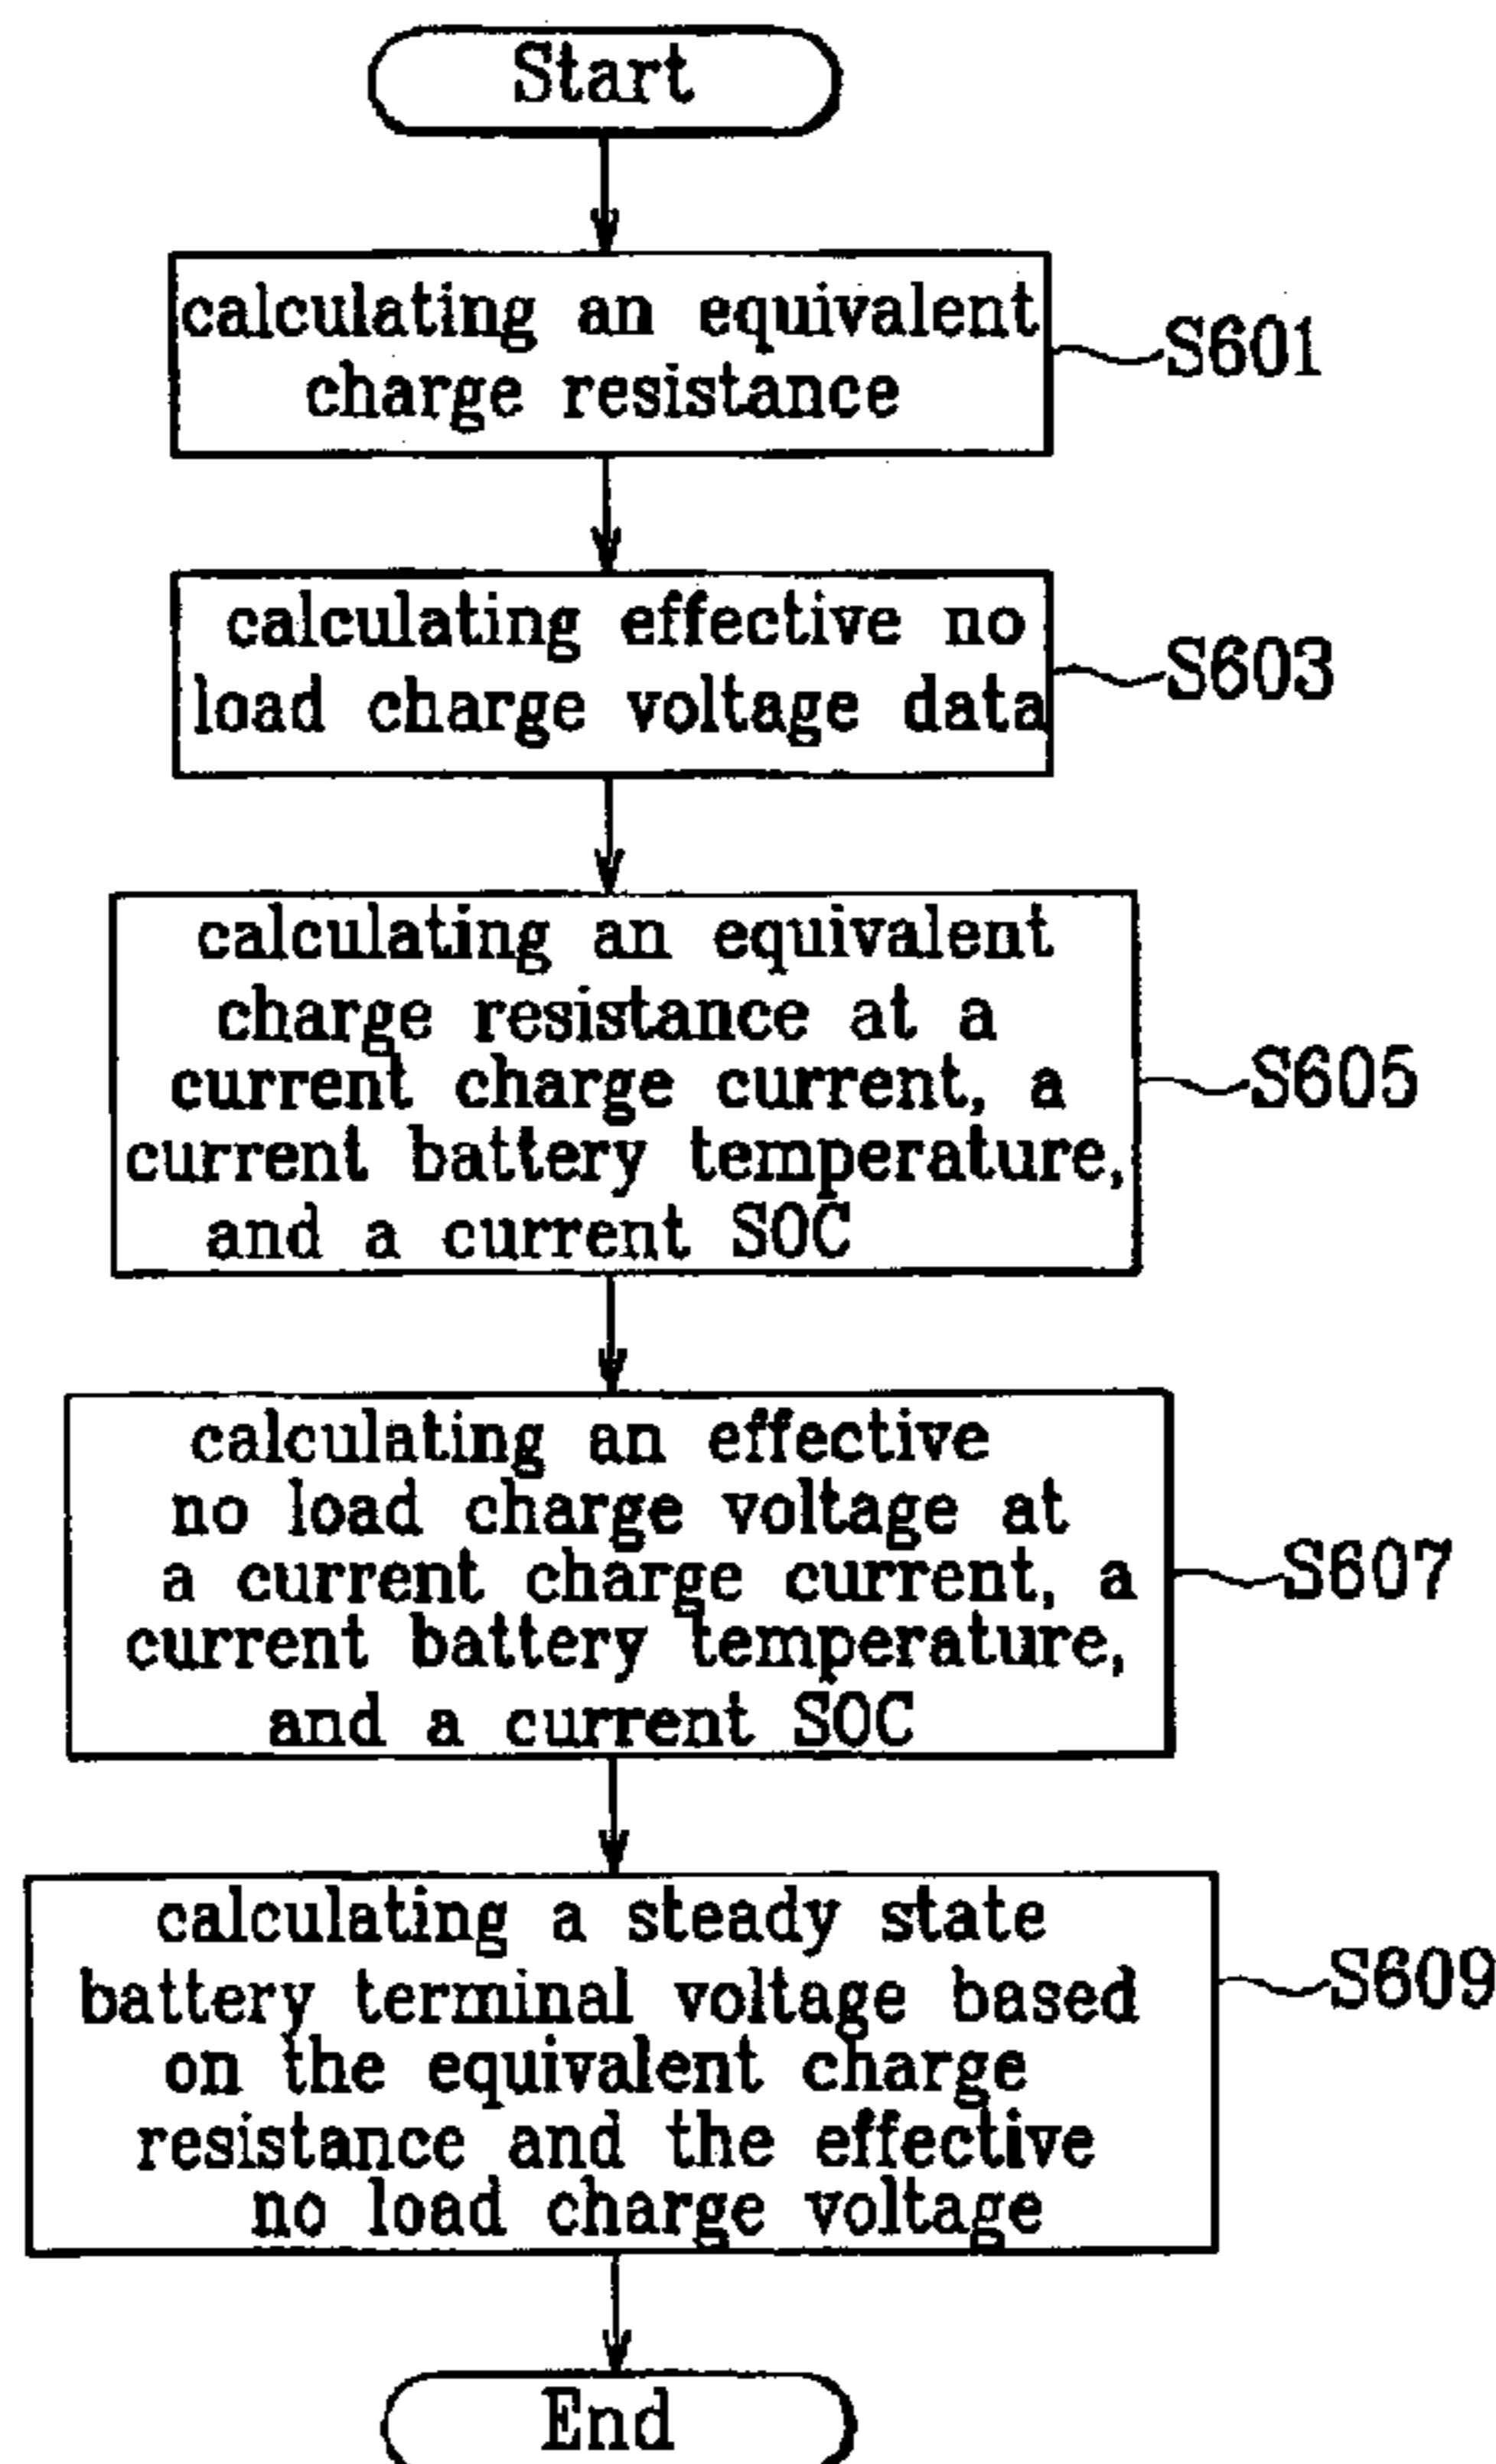 Start
calculating an equivalent
charge resistance
S601
calculating effective no
load charge voltage data
S603
calculating an equivalent
charge resistance at a
current charge current, a
current battery temperature,
and a current SOC
S605
calculating an effective
no load charge voltage at
a current charge current, a
current battery temperature,
and a current SOC
S607
calculating a steady state
battery terminal voltage based
on the equivalent charge
resistance and the effective
no load charge voltage
S609
End